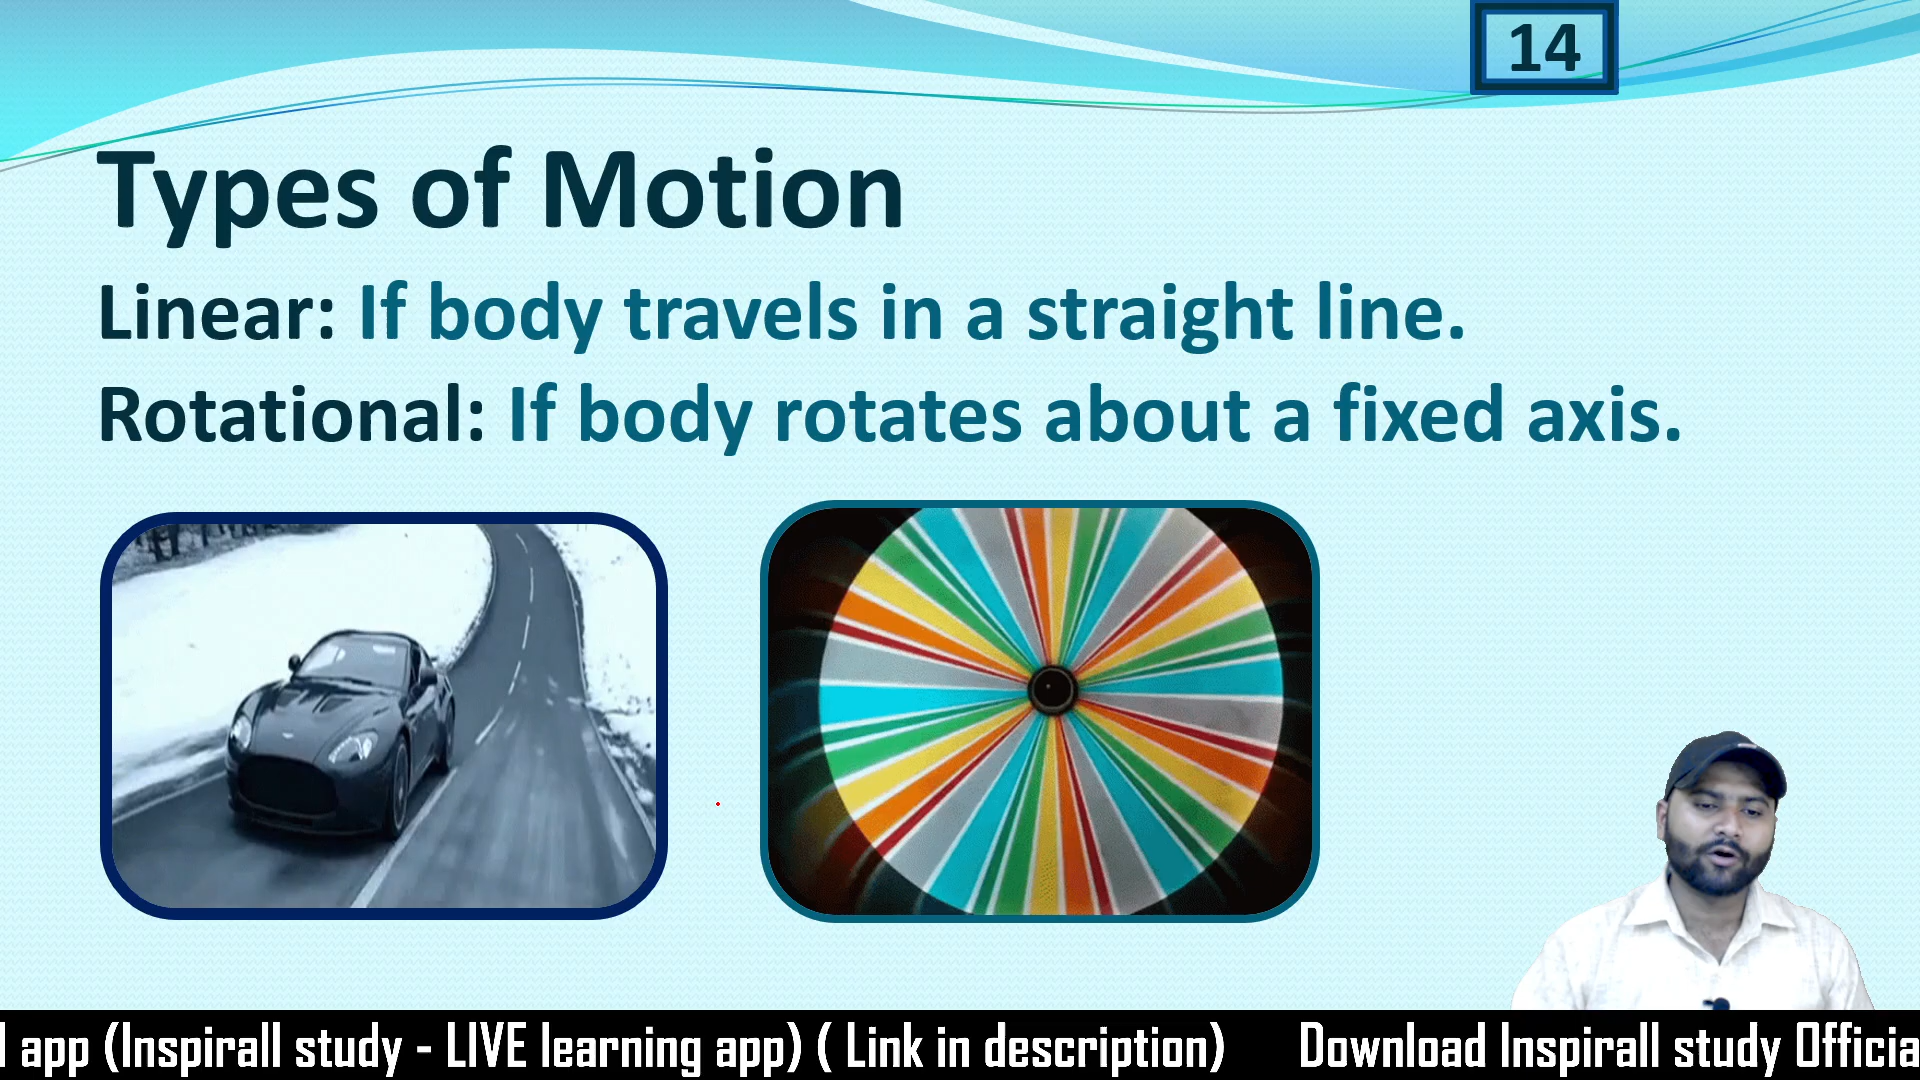 14
Types of Motion
Linear: If body travels in a straight line.
Rotational: If body rotates about a fixed axis.
app (Inspirall study - LIVE learning app) ( Link in description) Download Inspirall study